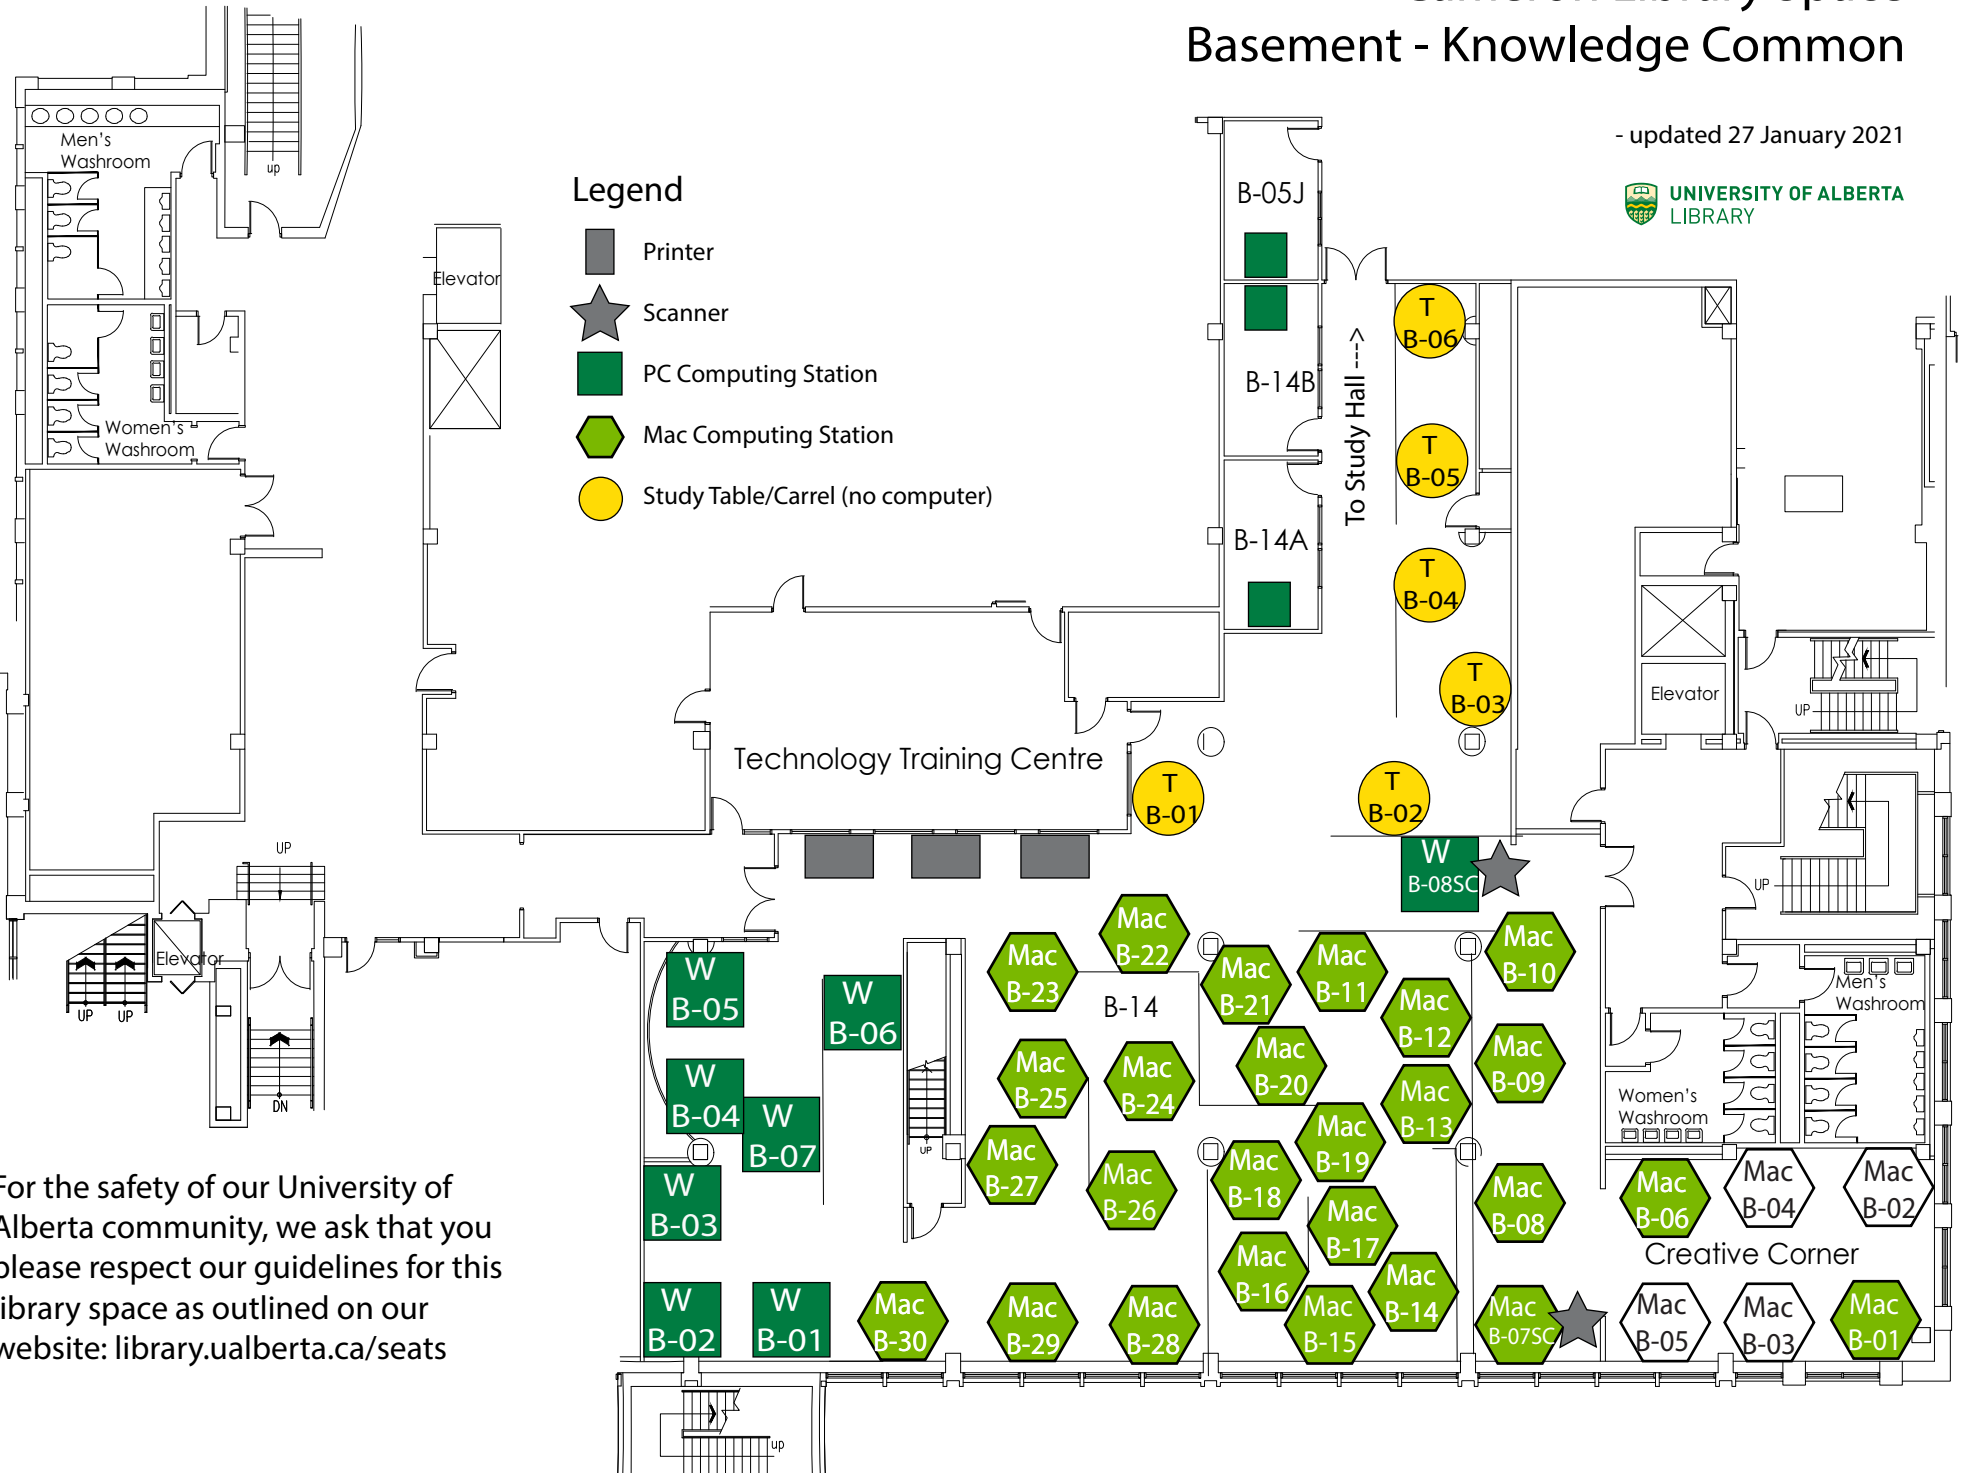 Cameron Library Space
Basement - Knowledge Common
- updated 27 January 2021
UNIVERSITY OF ALBERTA
LIBRARY
Men's
Washroom
up
Legend
Printer
Scanner
PC Computing Station
Mac Computing Station
Study Table/Carrel (no computer)
Elevator
Women's
Washroom
B-05J
B-14B
B-14A
To Study Hall ---->
T
B-06
T
B-05
T
B-04
T
B-03
T
B-02
T
B-01
Technology Training Centre
Elevator
UP
UP
UP
Elevator
UP
UP
DN
W
B-08SC
W
B-05
W
B-06
W
B-04
W
B-07
W
B-03
W
B-02
W
B-01
UP
Mac
B-22
Mac
B-23
B-14
Mac
B-21
Mac
B-11
Mac
B-10
Mac
B-12
Mac
B-25
Mac
B-24
Mac
B-20
Mac
B-09
Mac
B-13
Mac
B-19
Mac
B-27
Mac
B-26
Mac
B-18
Mac
B-08
Mac
B-17
Mac
B-16
Mac
B-14
Mac
B-30
Mac
B-29
Mac
B-28
Mac
B-15
Mac
B-07SC
Men's
Washroom
Women's
Washroom
Mac
B-06
Mac
B-04
Mac
B-02
Creative Corner
Mac
B-05
Mac
B-03
Mac
B-01
For the safety of our University of
Alberta community, we ask that you
please respect our guidelines for this
library space as outlined on our
website: library.ualberta.ca/seats
up